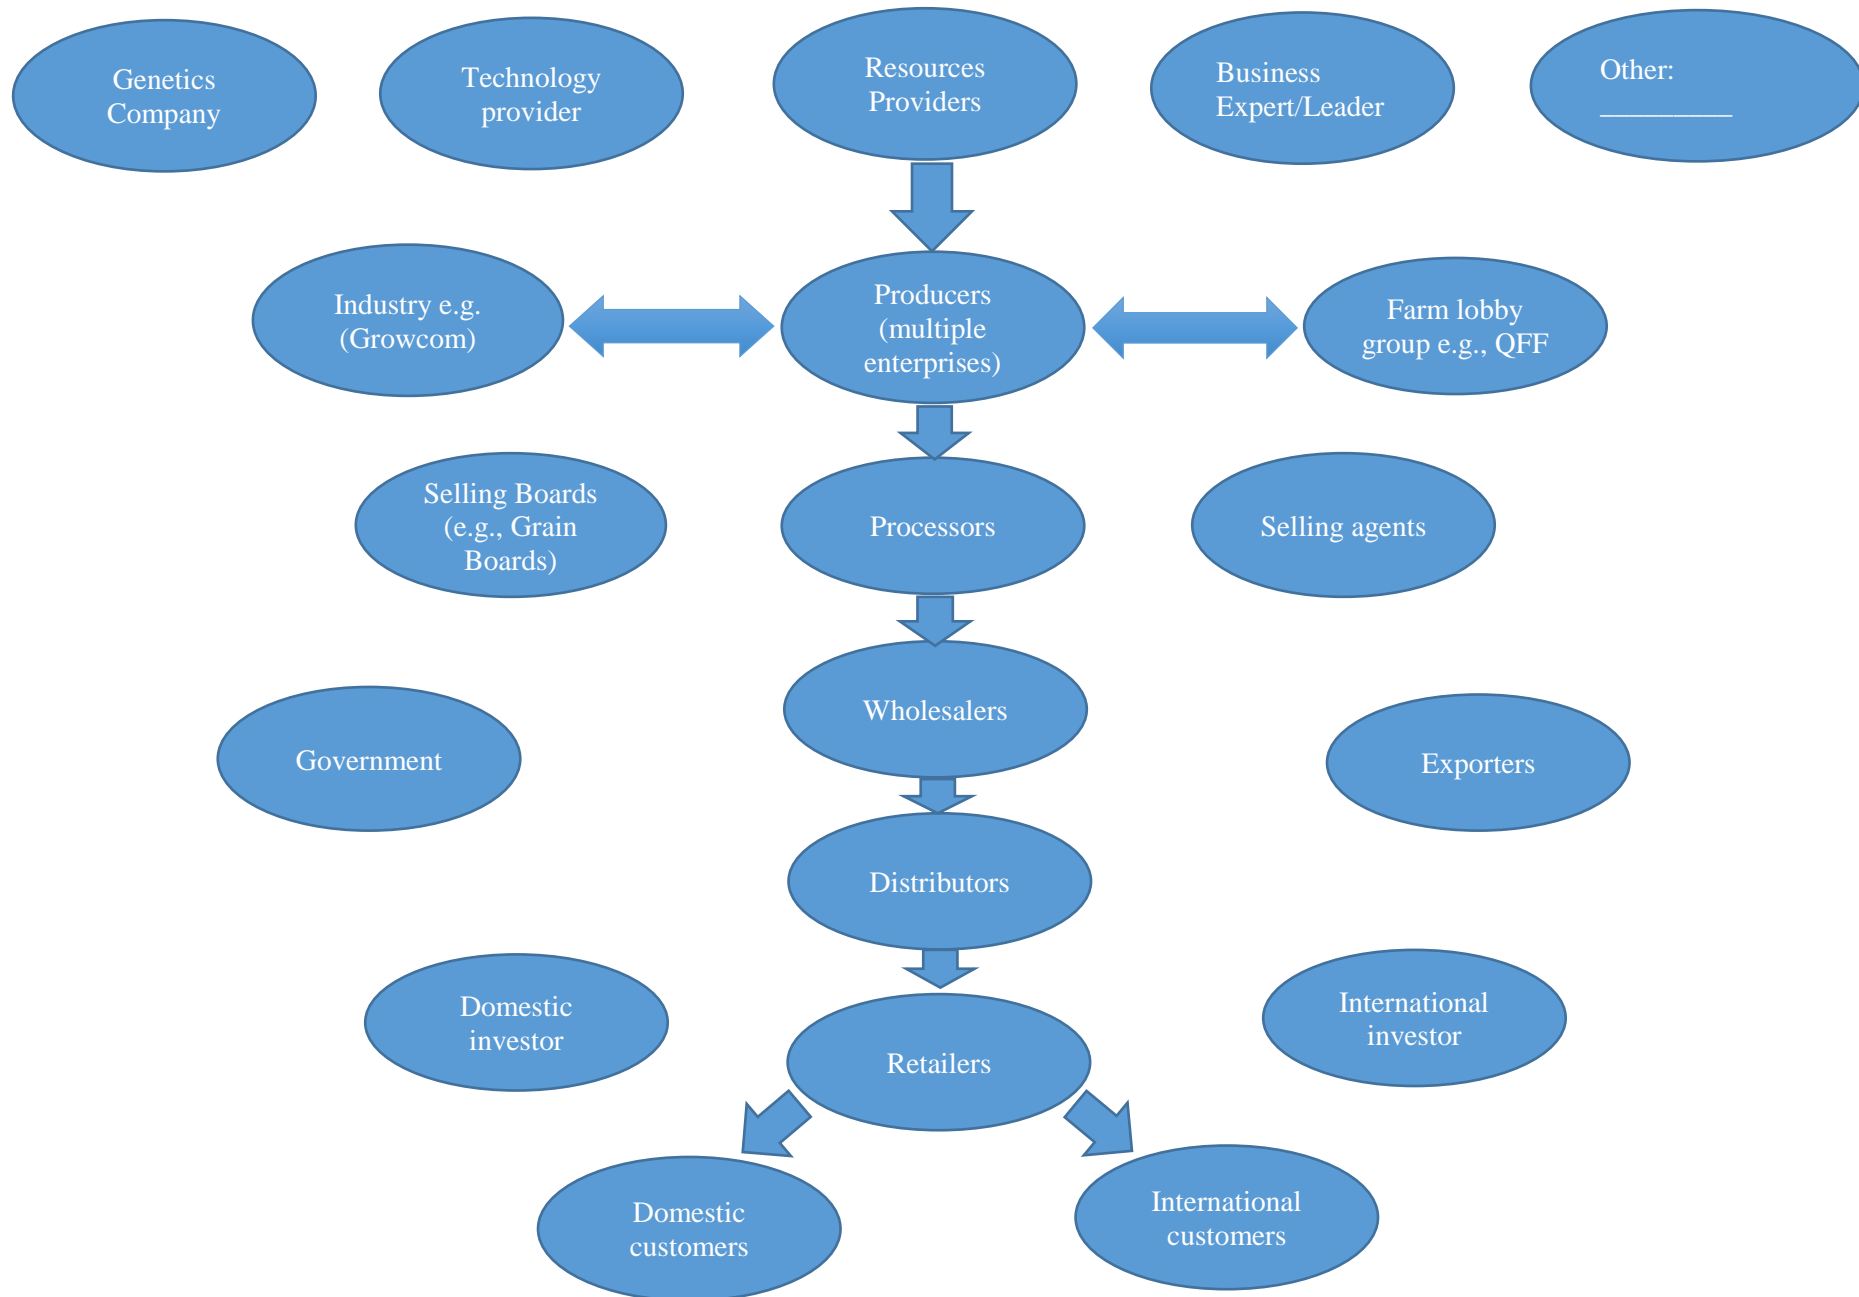 Genetics
Company
Technology
provider
Resources
Providers
Business
Expert/Leader
Other:
_________
Industry e.g.
(Growcom)
Producers
(multiple
enterprises)
Farm lobby
group e.g., QFF
Selling Boards
(e.g., Grain
Boards)
Processors
Selling agents
Wholesalers
Government
Exporters
Distributors
Domestic
investor
Retailers
International
investor
Domestic
customers
International
customers